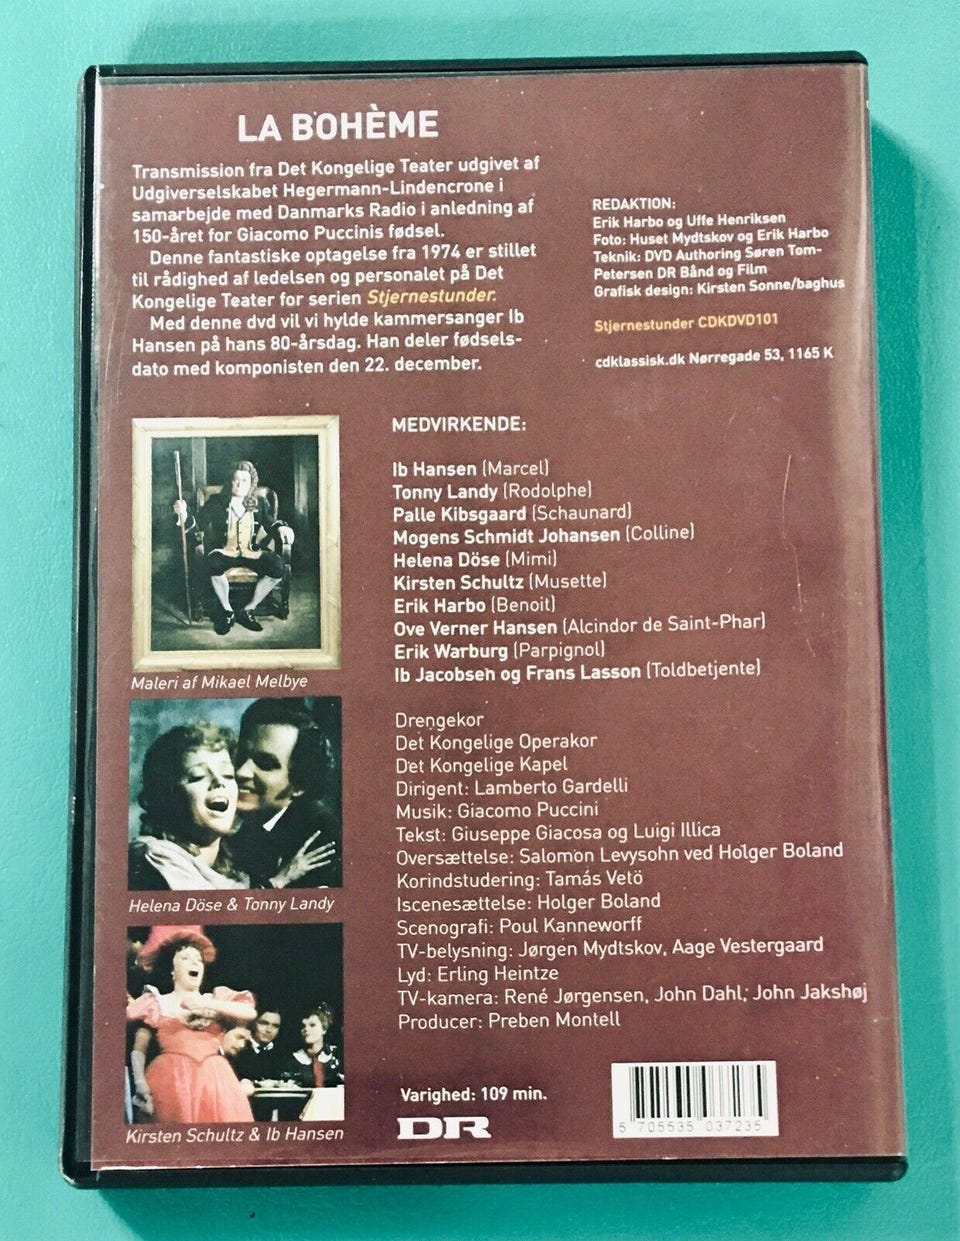 LA BOHÈME
Transmission fra Det Kongelige Teater udgivet af
Udgiverselskabet Hegermann-Lindencrone i
samarbejde med Danmarks Radio i anledning af
150-året for Giacomo Puccinis fødsel.
Denne fantastiske optagelse fra 1974 er stillet
til rådighed af ledelsen og personalet på Det
Kongelige Teater for serien Stjernestunder.
Med denne dvd vil vi hylde kammersanger Ib
Hansen på hans 80-årsdag. Han deler fødsels-
dato med komponisten den 22. december.
REDAKTION:
Erik Harbo og Uffe Henriksen
Foto: Huset Mydtskov og Erik Harbo
Teknik: DVD Authoring Søren Tom-
Petersen DR Bånd og Film
Grafisk design: Kirsten Sonne/baghus
Stjernestunder CDKDVD101
cdklassisk.dk Nørregade 53, 1165 K
Maleri af Mikael Melbye
Helena Döse & Tonny Landy
Kirsten Schultz & Ib Hansen
MEDVIRKENDE:
Ib Hansen (Marcel)
Tonny Landy (Rodolphe)
Palle Kibsgaard (Schaunard)
Mogens Schmidt Johansen (Colline)
Helena Döse (Mimi)
Kirsten Schultz (Musette)
Erik Harbo (Benoit)
Ove Verner Hansen (Alcindor de Saint-Phar)
Erik Warburg (Parpignol)
Ib Jacobsen og Frans Lasson (Toldbetjente)
Drengekor
Det Kongelige Operakor
Det Kongelige Kapel
Dirigent: Lamberto Gardelli
Musik: Giacomo Puccini
Tekst: Giuseppe Giacosa og Luigi Illica
Oversættelse: Salomon Levysohn ved Holger Boland
Korindstudering: Tamás Vetö
Iscenesættelse: Holger Boland
Scenografi: Poul Kanneworff
TV-belysning: Jørgen Mydtskov, Aage Vestergaard
Lyd: Erling Heintze
TV-kamera: René Jørgensen, John Dahl, John Jakshøj
Producer: Preben Montell
Varighed: 109 min.
DR
5 705535 037235